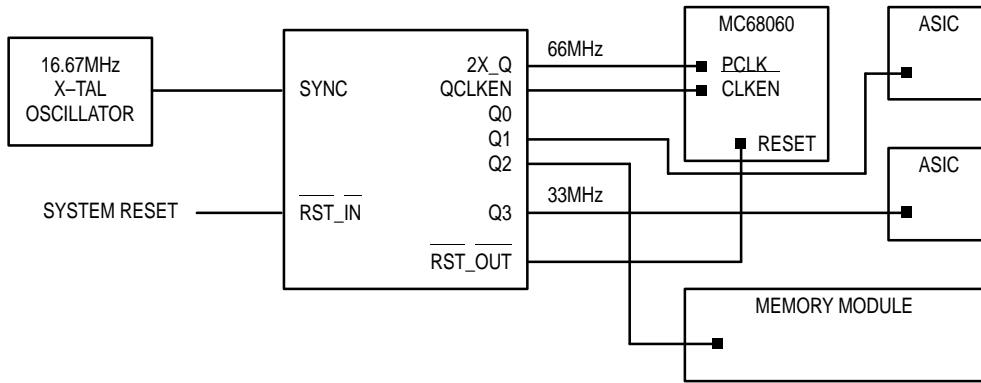 16.67MHz
X–TAL
OSCILLATOR
SYSTEM RESET
SYNC
RST_IN
2X_Q
QCLKEN
Q0
Q1
Q2
Q3
RST_OUT
66MHz
33MHz
MC68060
PCLK
CLKEN
RESET
ASIC
ASIC
MEMORY MODULE